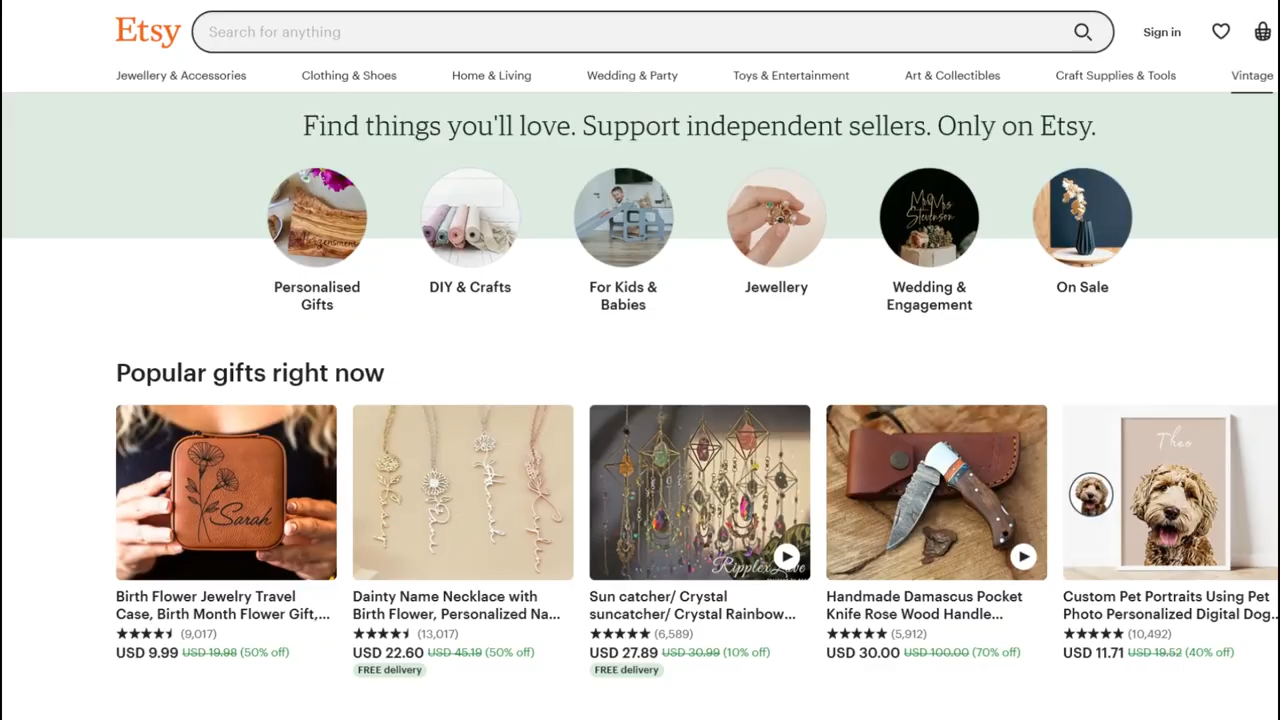 Etsy
Search for anything
Sign in
Jewellery & Accessories
Clothing & Shoes
Home & Living
Wedding & Party
Toys & Entertainment
Art & Collectibles
Craft Supplies & Tools
Vintage
Find things you'll love. Support independent sellers. Only on Etsy.
Mr&Mrs
Stevenson
Personalised
Gifts
DIY & Crafts
For Kids &
Babies
Jewellery
Wedding &
Engagement
On Sale
Popular gifts right now
Sarah
RipplexLove
Theo
Birth Flower Jewelry Travel
Case, Birth Month Flower Gift,...
(9,017)
USD 9.99 USD 19.98 (50% off)
Dainty Name Necklace with
Birth Flower, Personalized Na...
(13,017)
USD 22.60 USD 45.19 (50% off)
FREE delivery
Sun catcher/ Crystal
suncatcher/ Crystal Rainbow...
(6,589)
USD 27.89 USD 30.99 (10% off)
FREE delivery
Handmade Damascus Pocket
Knife Rose Wood Handle...
(5,912)
USD 30.00 USD 100.00 (70% off)
Custom Pet Portraits Using Pet
Photo Personalized Digital Dog...
(10,492)
USD 11.71 USD 19.52 (40% off)